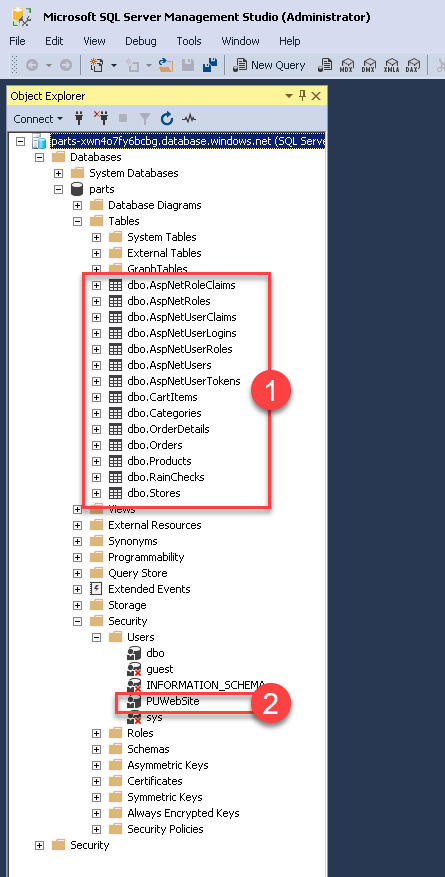 Microsoft SQL Server Management Studio (Administrator)
File Edit View Debug Tools Window Help
New Query MDX DMX XMLA DAX
Object Explorer
Connect
parts-xwn4o7fy6bcbg.database.windows.net (SQL Serve
Databases
System Databases
parts
Database Diagrams
Tables
System Tables
External Tables
GraphTables
dbo.AspNetRoleClaims
dbo.AspNetRoles
dbo.AspNetUserClaims
dbo.AspNetUserLogins
dbo.AspNetUserRoles
dbo.AspNetUsers
dbo.AspNetUserTokens
1
dbo.CartItems
dbo.Categories
dbo.OrderDetails
dbo.Orders
dbo.Products
dbo.RainChecks
dbo.Stores
Views
External Resources
Synonyms
Programmability
Query Store
Extended Events
Storage
Security
Users
dbo
guest
INFORMATION_SCHEMA
PUWebSite 2
sys
Roles
Schemas
Asymmetric Keys
Certificates
Symmetric Keys
Always Encrypted Keys
Security Policies
Security